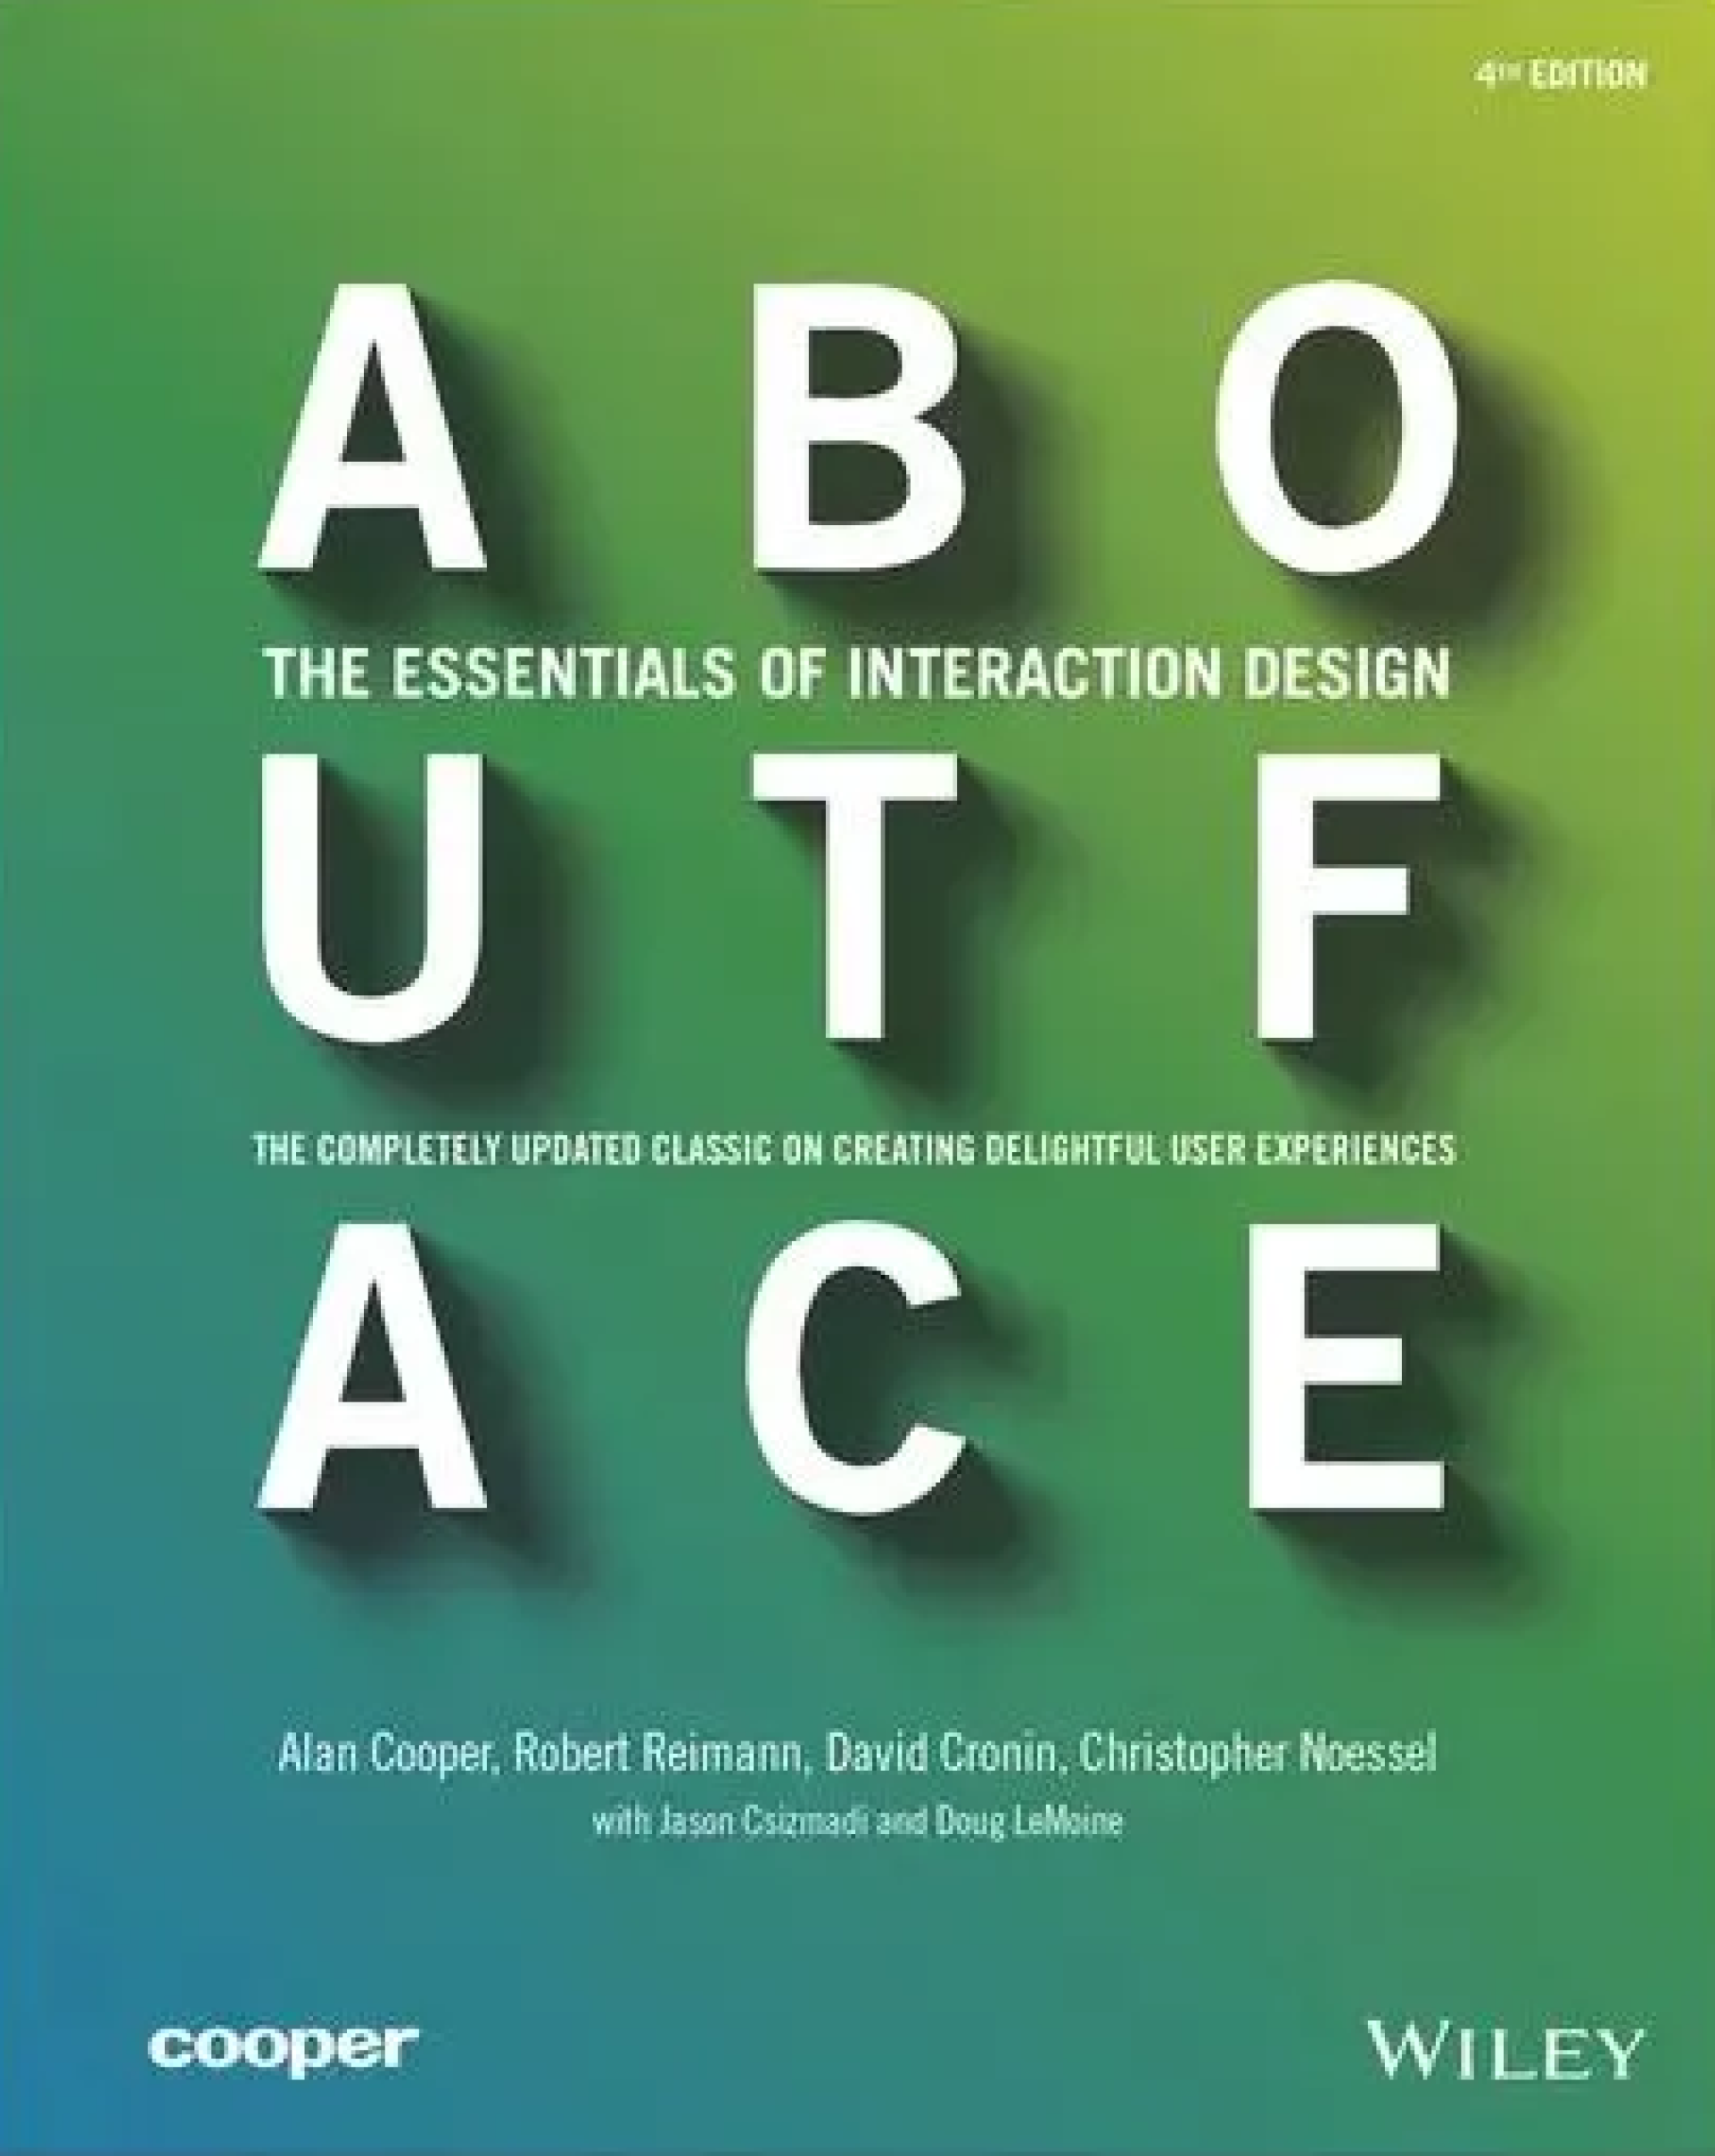 4TH EDITION
A B O
THE ESSENTIALS OF INTERACTION DESIGN
U T F
THE COMPLETELY UPDATED CLASSIC ON CREATING DELIGHTFUL USER EXPERIENCES
A C E
Alan Cooper, Robert Reimann, David Cronin, Christopher Noessel
with Jason Csizmadi and Doug LeMoine
cooper
WILEY